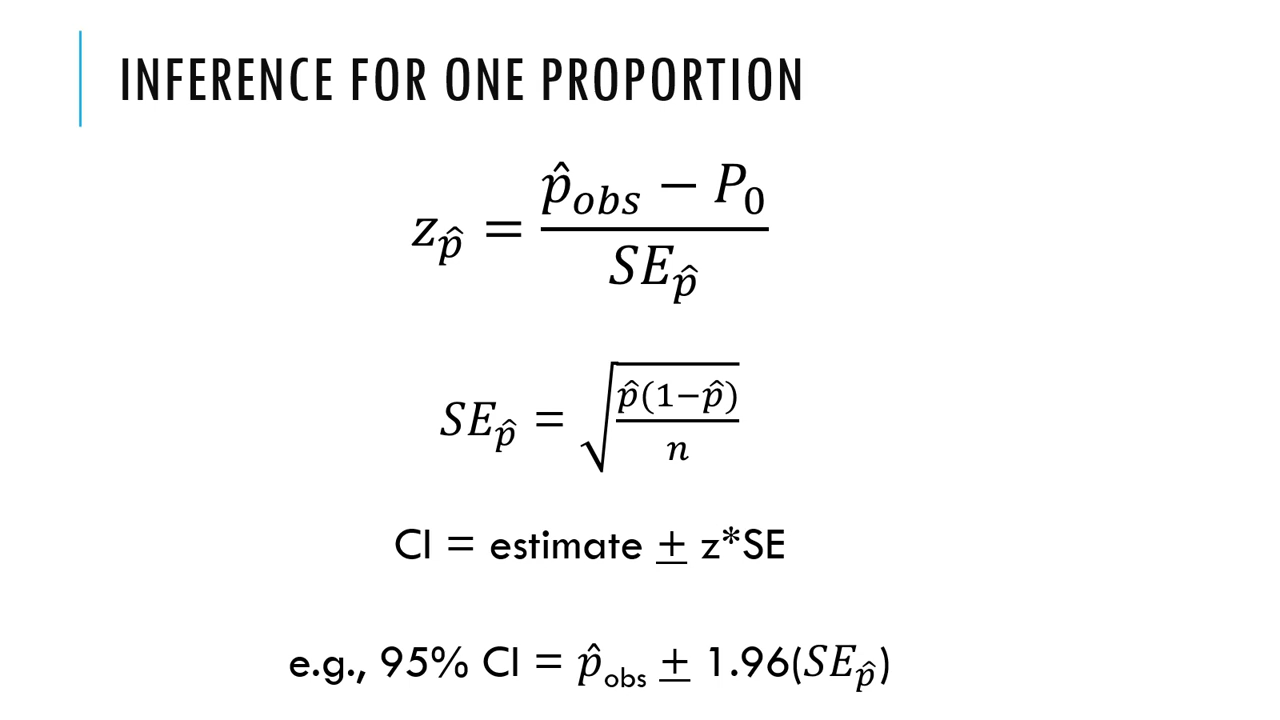 INFERENCE FOR ONE PROPORTION
z_p̂ = (p̂_obs − P_0) / SE_p̂
SE_p̂ = √(p̂(1−p̂) / n)
CI = estimate ± z*SE
e.g., 95% CI = p̂_obs ± 1.96(SE_p̂)